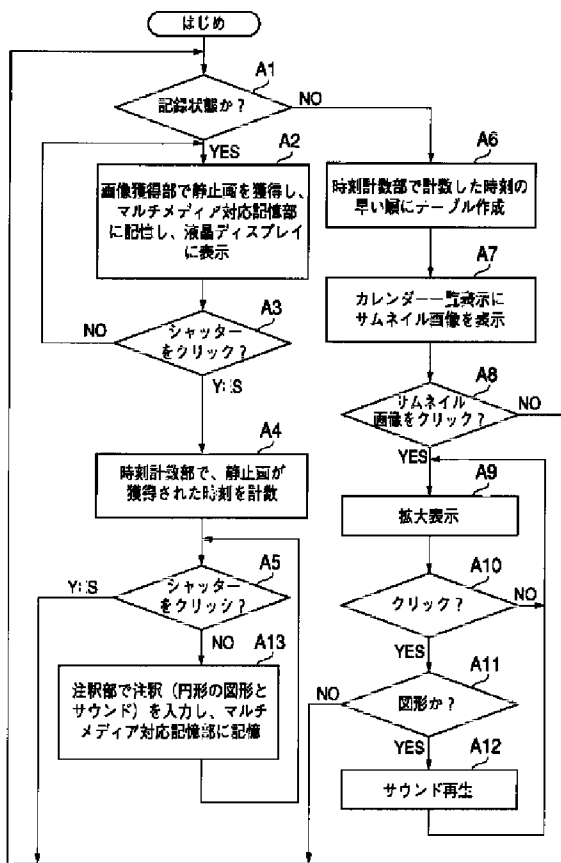 はじめ
A1
記録状態か?
NO
YES
A2
画像獲得部で静止画を獲得し、
マルチメディア対応記憶部
に記憶し、液晶ディスプレイ
に表示
A3
NO
シャッター
をクリック?
YES
A4
時刻計数部で、静止画が
獲得された時刻を計数
A5
YES
シャッター
をクリック?
NO
A13
注釈部で注釈(円形の図形と
サウンド)を入力し、マルチ
メディア対応記憶部に記憶
A6
時刻計数部で計数した時刻の
早い順にテーブル作成
A7
カレンダー一覧表示に
サムネイル画像を表示
A8
サムネイル
画像をクリック?
NO
YES
A9
拡大表示
A10
クリック?
NO
YES
A11
NO
図形か?
YES
A12
サウンド再生